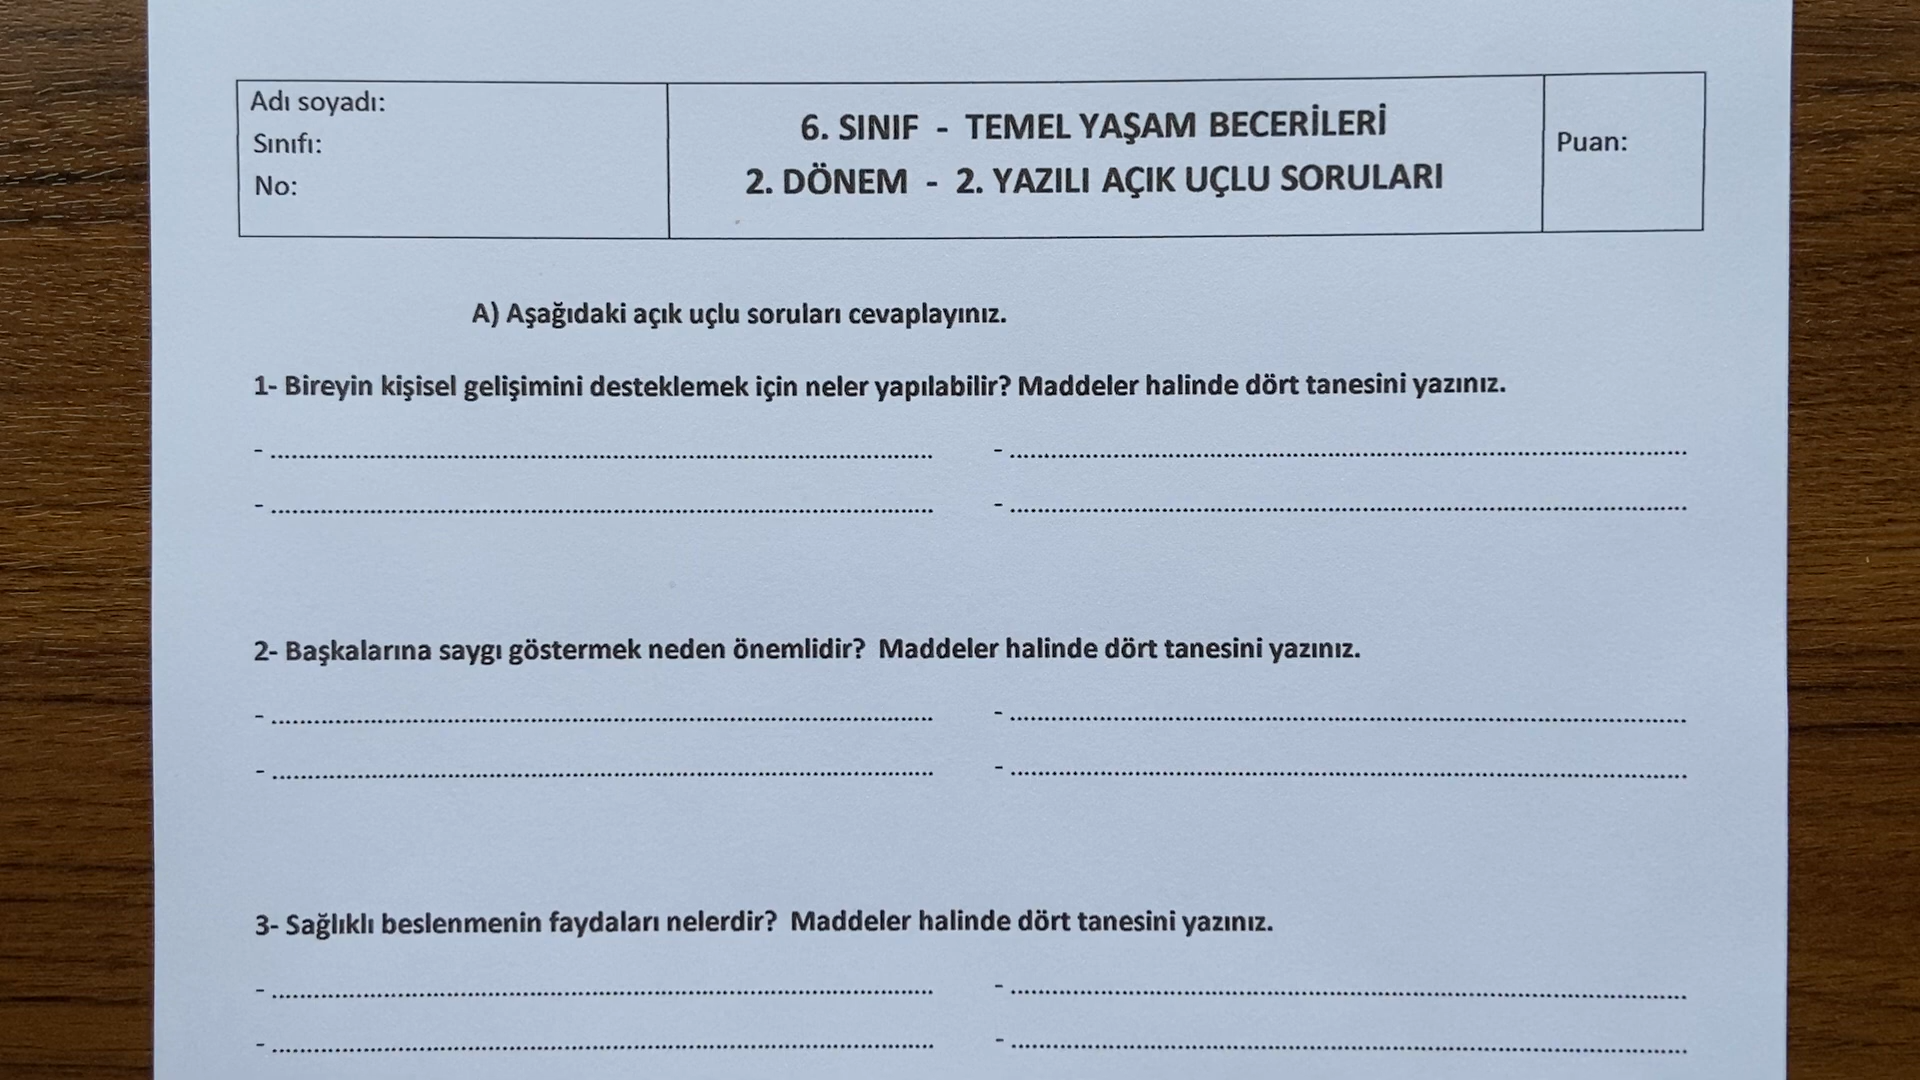 Adı soyadı:
Sınıfı:
No:
6. SINIF - TEMEL YAŞAM BECERİLERİ
2. DÖNEM - 2. YAZILI AÇIK UÇLU SORULARI
Puan:
A) Aşağıdaki açık uçlu soruları cevaplayınız.
1- Bireyin kişisel gelişimini desteklemek için neler yapılabilir? Maddeler halinde dört tanesini yazınız.
2- Başkalarına saygı göstermek neden önemlidir? Maddeler halinde dört tanesini yazınız.
3- Sağlıklı beslenmenin faydaları nelerdir? Maddeler halinde dört tanesini yazınız.